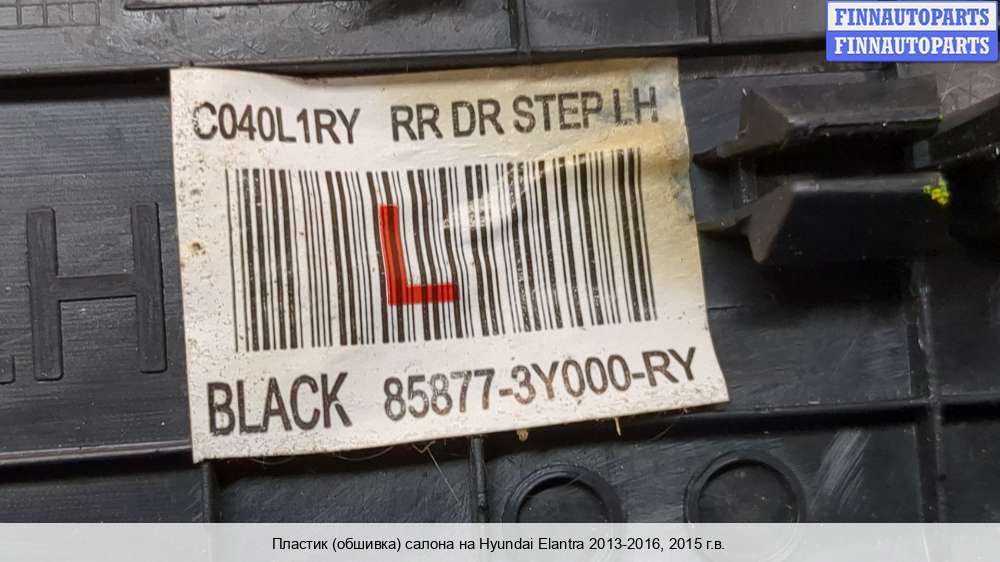 FINNAUTOPARTS
FINNAUTOPARTS
C040L1RY RR DR STEP LH
L
LH
BLACK 85877-3Y000-RY
Пластик (обшивка) салона на Hyundai Elantra 2013-2016, 2015 г.в.